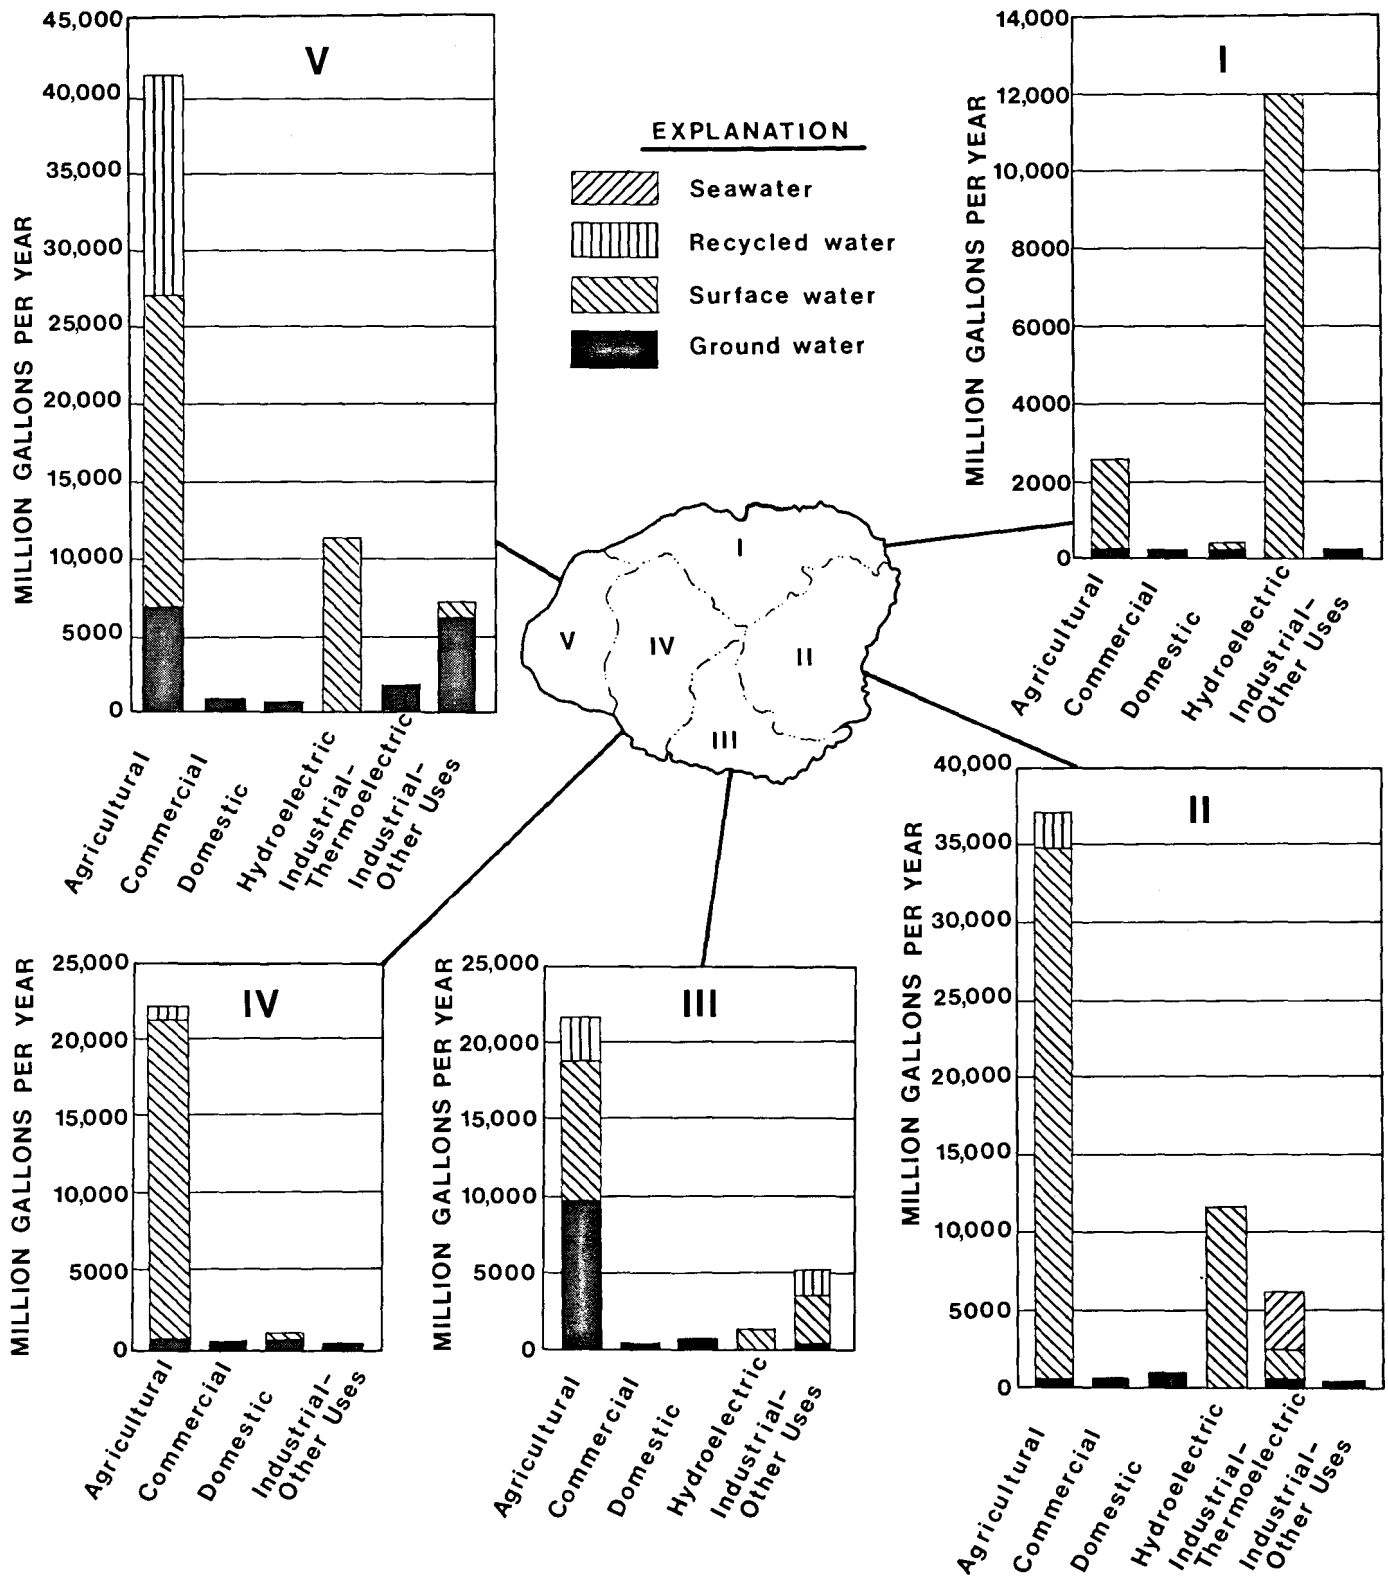 V
MILLION GALLONS PER YEAR
45,000
40,000
35,000
30,000
25,000
20,000
15,000
10,000
5000
0
Agricultural
Commercial
Domestic
Hydroelectric
Industrial-
Thermoelectric
Industrial-
Other Uses
EXPLANATION
Seawater
Recycled water
Surface water
Ground water
I
MILLION GALLONS PER YEAR
14,000
12,000
10,000
8000
6000
4000
2000
0
Agricultural
Commercial
Domestic
Hydroelectric
Industrial-
Other Uses
I
V
IV
II
III
IV
MILLION GALLONS PER YEAR
25,000
20,000
15,000
10,000
5000
0
Agricultural
Commercial
Domestic
Industrial-
Other Uses
III
MILLION GALLONS PER YEAR
25,000
20,000
15,000
10,000
5000
0
Agricultural
Commercial
Domestic
Hydroelectric
Industrial-
Other Uses
II
MILLION GALLONS PER YEAR
40,000
35,000
30,000
25,000
20,000
15,000
10,000
5000
0
Agricultural
Commercial
Domestic
Hydroelectric
Industrial-
Thermoelectric
Industrial-
Other Uses